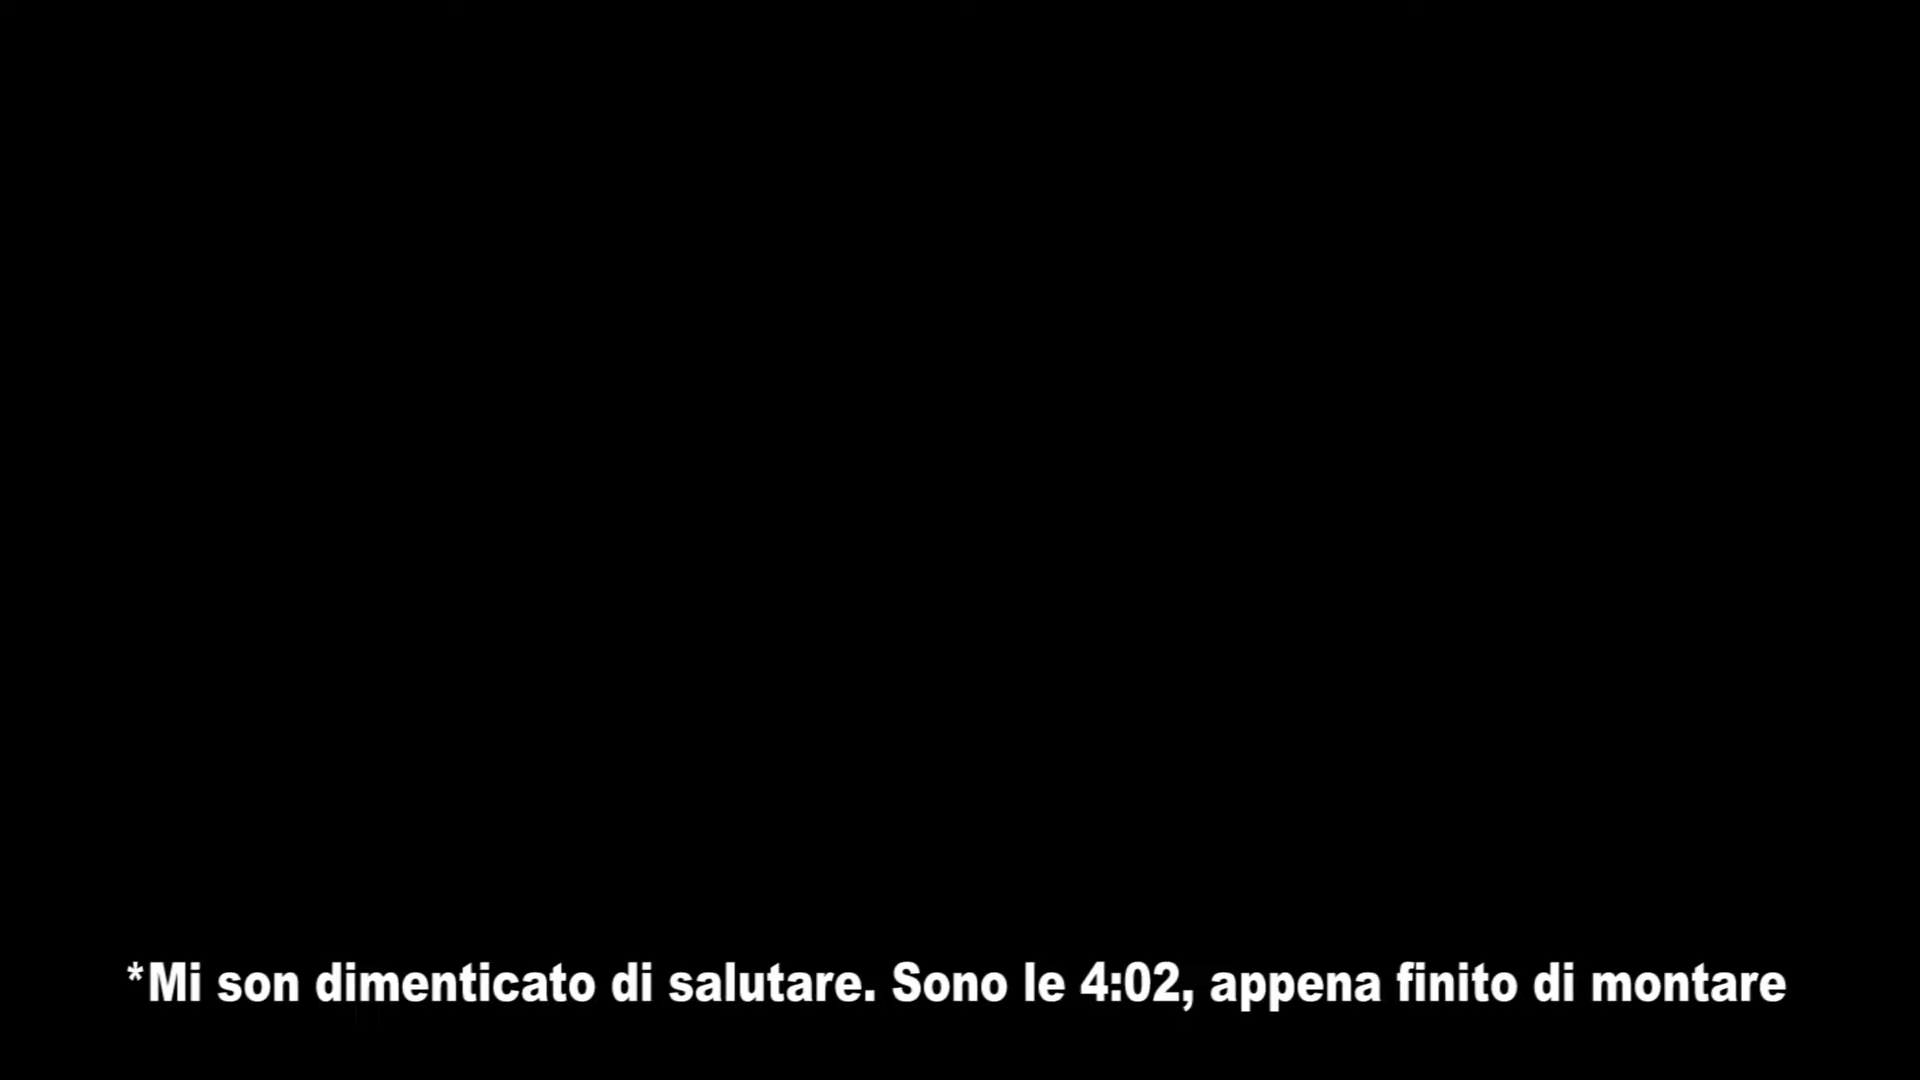 *Mi son dimenticato di salutare. Sono le 4:02, appena finito di montare